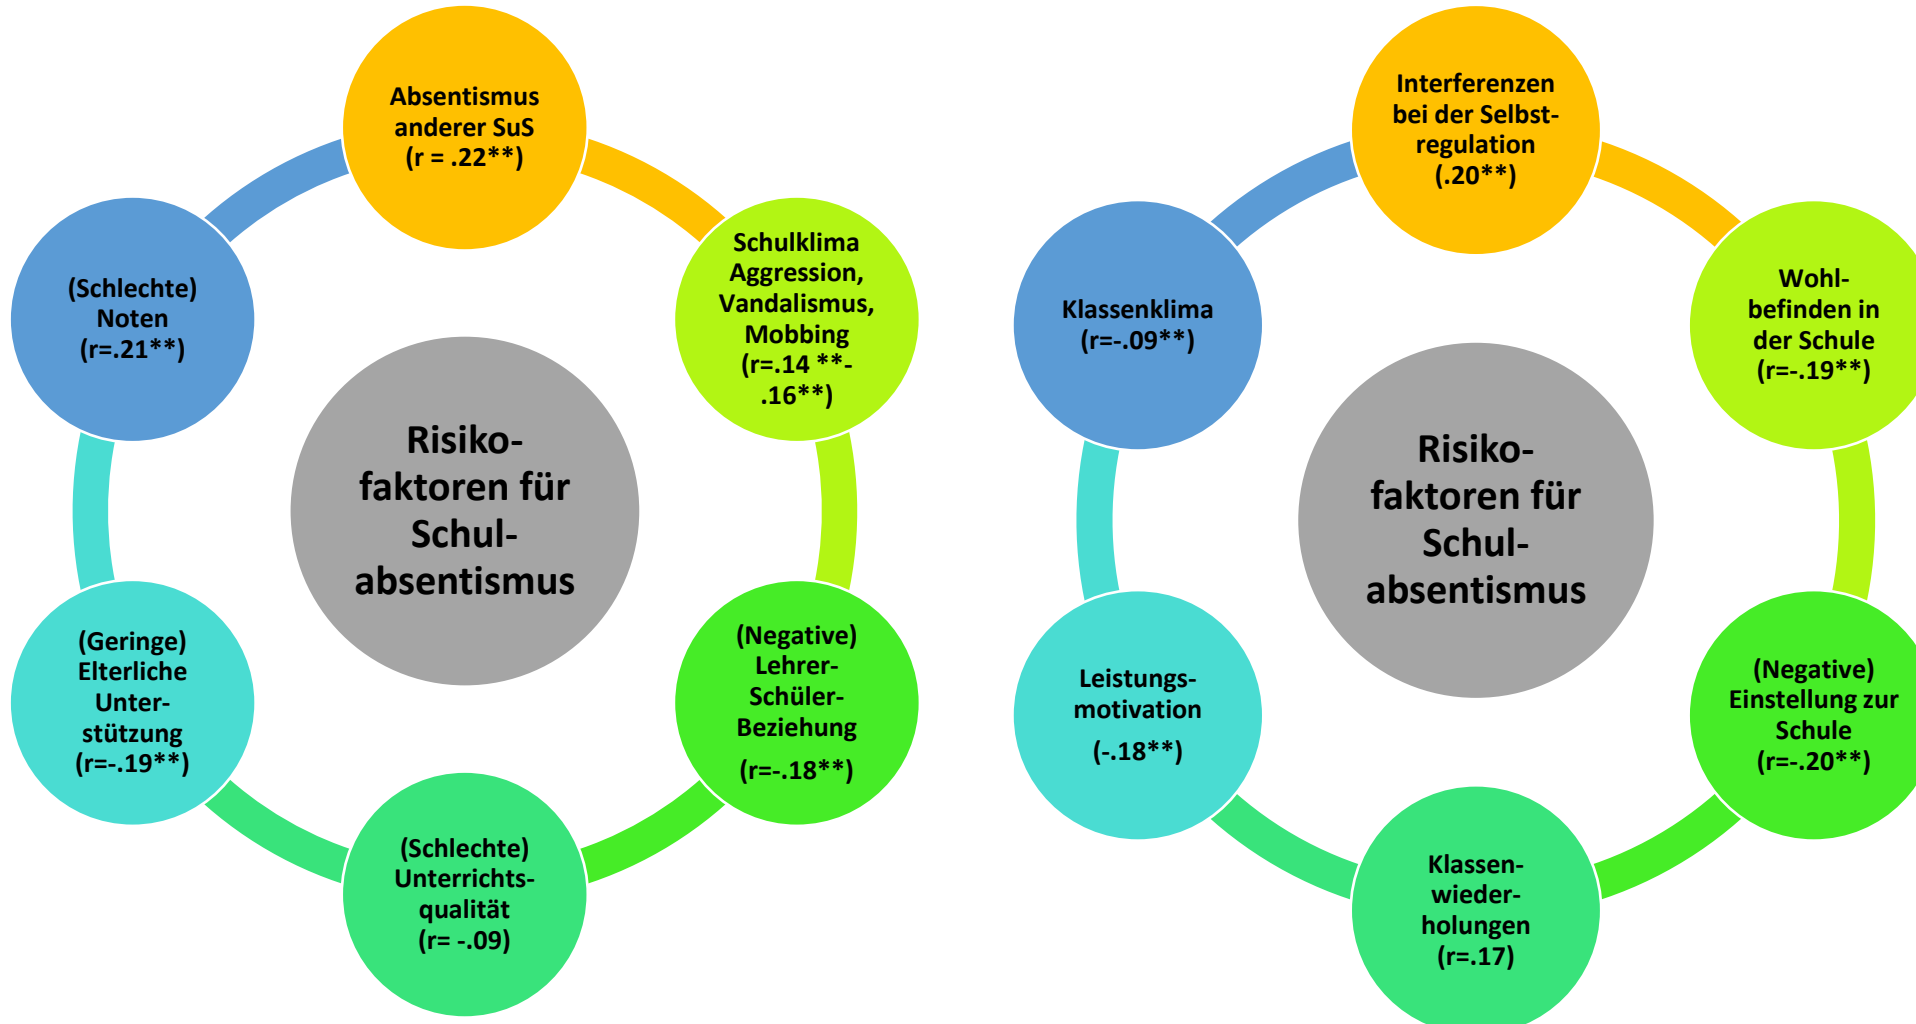 Absentismus
anderer SuS
(r = .22**)
Schulklima
Aggression,
Vandalismus,
Mobbing
(r=.14 **-
.16**)
(Negative)
Lehrer-
Schüler-
Beziehung
(r=-.18**)
(Schlechte)
Unterrichts-
qualität
(r= -.09)
(Geringe)
Elterliche
Unter-
stützung
(r=-.19**)
(Schlechte)
Noten
(r=.21**)
Risiko-
faktoren für
Schul-
absentismus
Interferenzen
bei der Selbst-
regulation
(.20**)
Wohl-
befinden in
der Schule
(r=-.19**)
(Negative)
Einstellung zur
Schule
(r=-.20**)
Klassen-
wieder-
holungen
(r=.17)
Leistungs-
motivation
(-.18**)
Klassenklima
(r=-.09**)
Risiko-
faktoren für
Schul-
absentismus